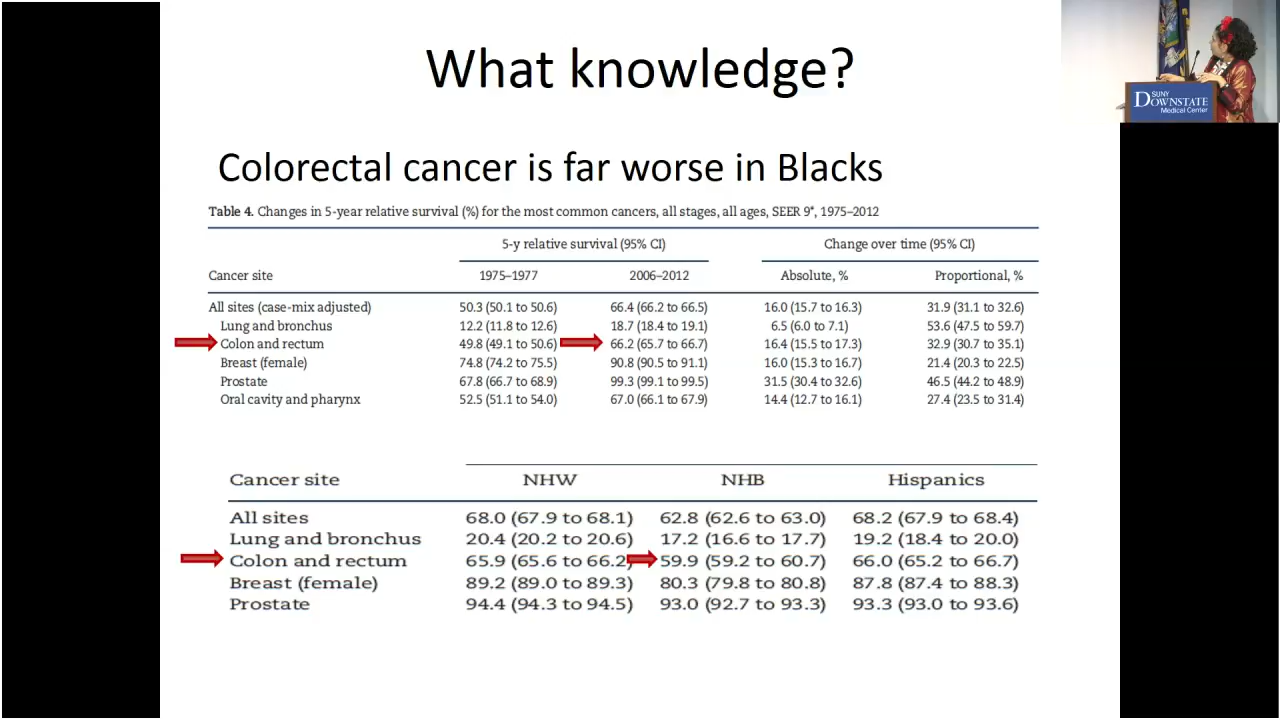 What knowledge?
SUNY
DOWNSTATE
Medical Center
Colorectal cancer is far worse in Blacks
Table 4. Changes in 5-year relative survival (%) for the most common cancers, all stages, all ages, SEER 9*, 1975–2012
5-y relative survival (95% CI) Change over time (95% CI)
Cancer site 1975–1977 2006–2012 Absolute, % Proportional, %
All sites (case-mix adjusted) 50.3 (50.1 to 50.6) 66.4 (66.2 to 66.5) 16.0 (15.7 to 16.3) 31.9 (31.1 to 32.6)
Lung and bronchus 12.2 (11.8 to 12.6) 18.7 (18.4 to 19.1) 6.5 (6.0 to 7.1) 53.6 (47.5 to 59.7)
Colon and rectum 49.8 (49.1 to 50.6) 66.2 (65.7 to 66.7) 16.4 (15.5 to 17.3) 32.9 (30.7 to 35.1)
Breast (female) 74.8 (74.2 to 75.5) 90.8 (90.5 to 91.1) 16.0 (15.3 to 16.7) 21.4 (20.3 to 22.5)
Prostate 67.8 (66.7 to 68.9) 99.3 (99.1 to 99.5) 31.5 (30.4 to 32.6) 46.5 (44.2 to 48.9)
Oral cavity and pharynx 52.5 (51.1 to 54.0) 67.0 (66.1 to 67.9) 14.4 (12.7 to 16.1) 27.4 (23.5 to 31.4)
Cancer site NHW NHB Hispanics
All sites 68.0 (67.9 to 68.1) 62.8 (62.6 to 63.0) 68.2 (67.9 to 68.4)
Lung and bronchus 20.4 (20.2 to 20.6) 17.2 (16.6 to 17.7) 19.2 (18.4 to 20.0)
Colon and rectum 65.9 (65.6 to 66.2) 59.9 (59.2 to 60.7) 66.0 (65.2 to 66.7)
Breast (female) 89.2 (89.0 to 89.3) 80.3 (79.8 to 80.8) 87.8 (87.4 to 88.3)
Prostate 94.4 (94.3 to 94.5) 93.0 (92.7 to 93.3) 93.3 (93.0 to 93.6)